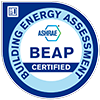 BUILDING ENERGY ASSESSMENT
ASHRAE
BEAP
CERTIFIED